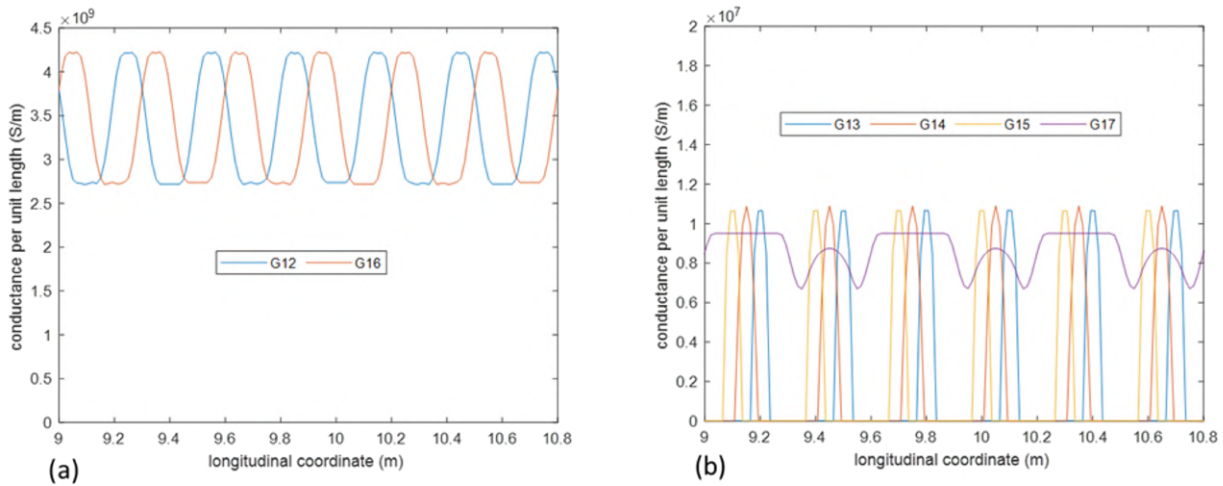 ×10⁹
4.5
4
3.5
3
2.5
2
1.5
1
0.5
0
conductance per unit length (S/m)
G12 G16
9 9.2 9.4 9.6 9.8 10 10.2 10.4 10.6 10.8
longitudinal coordinate (m)
(a)
×10⁷
2
1.8
1.6
1.4
1.2
1
0.8
0.6
0.4
0.2
0
conductance per unit length (S/m)
G13 G14 G15 G17
9 9.2 9.4 9.6 9.8 10 10.2 10.4 10.6 10.8
longitudinal coordinate (m)
(b)